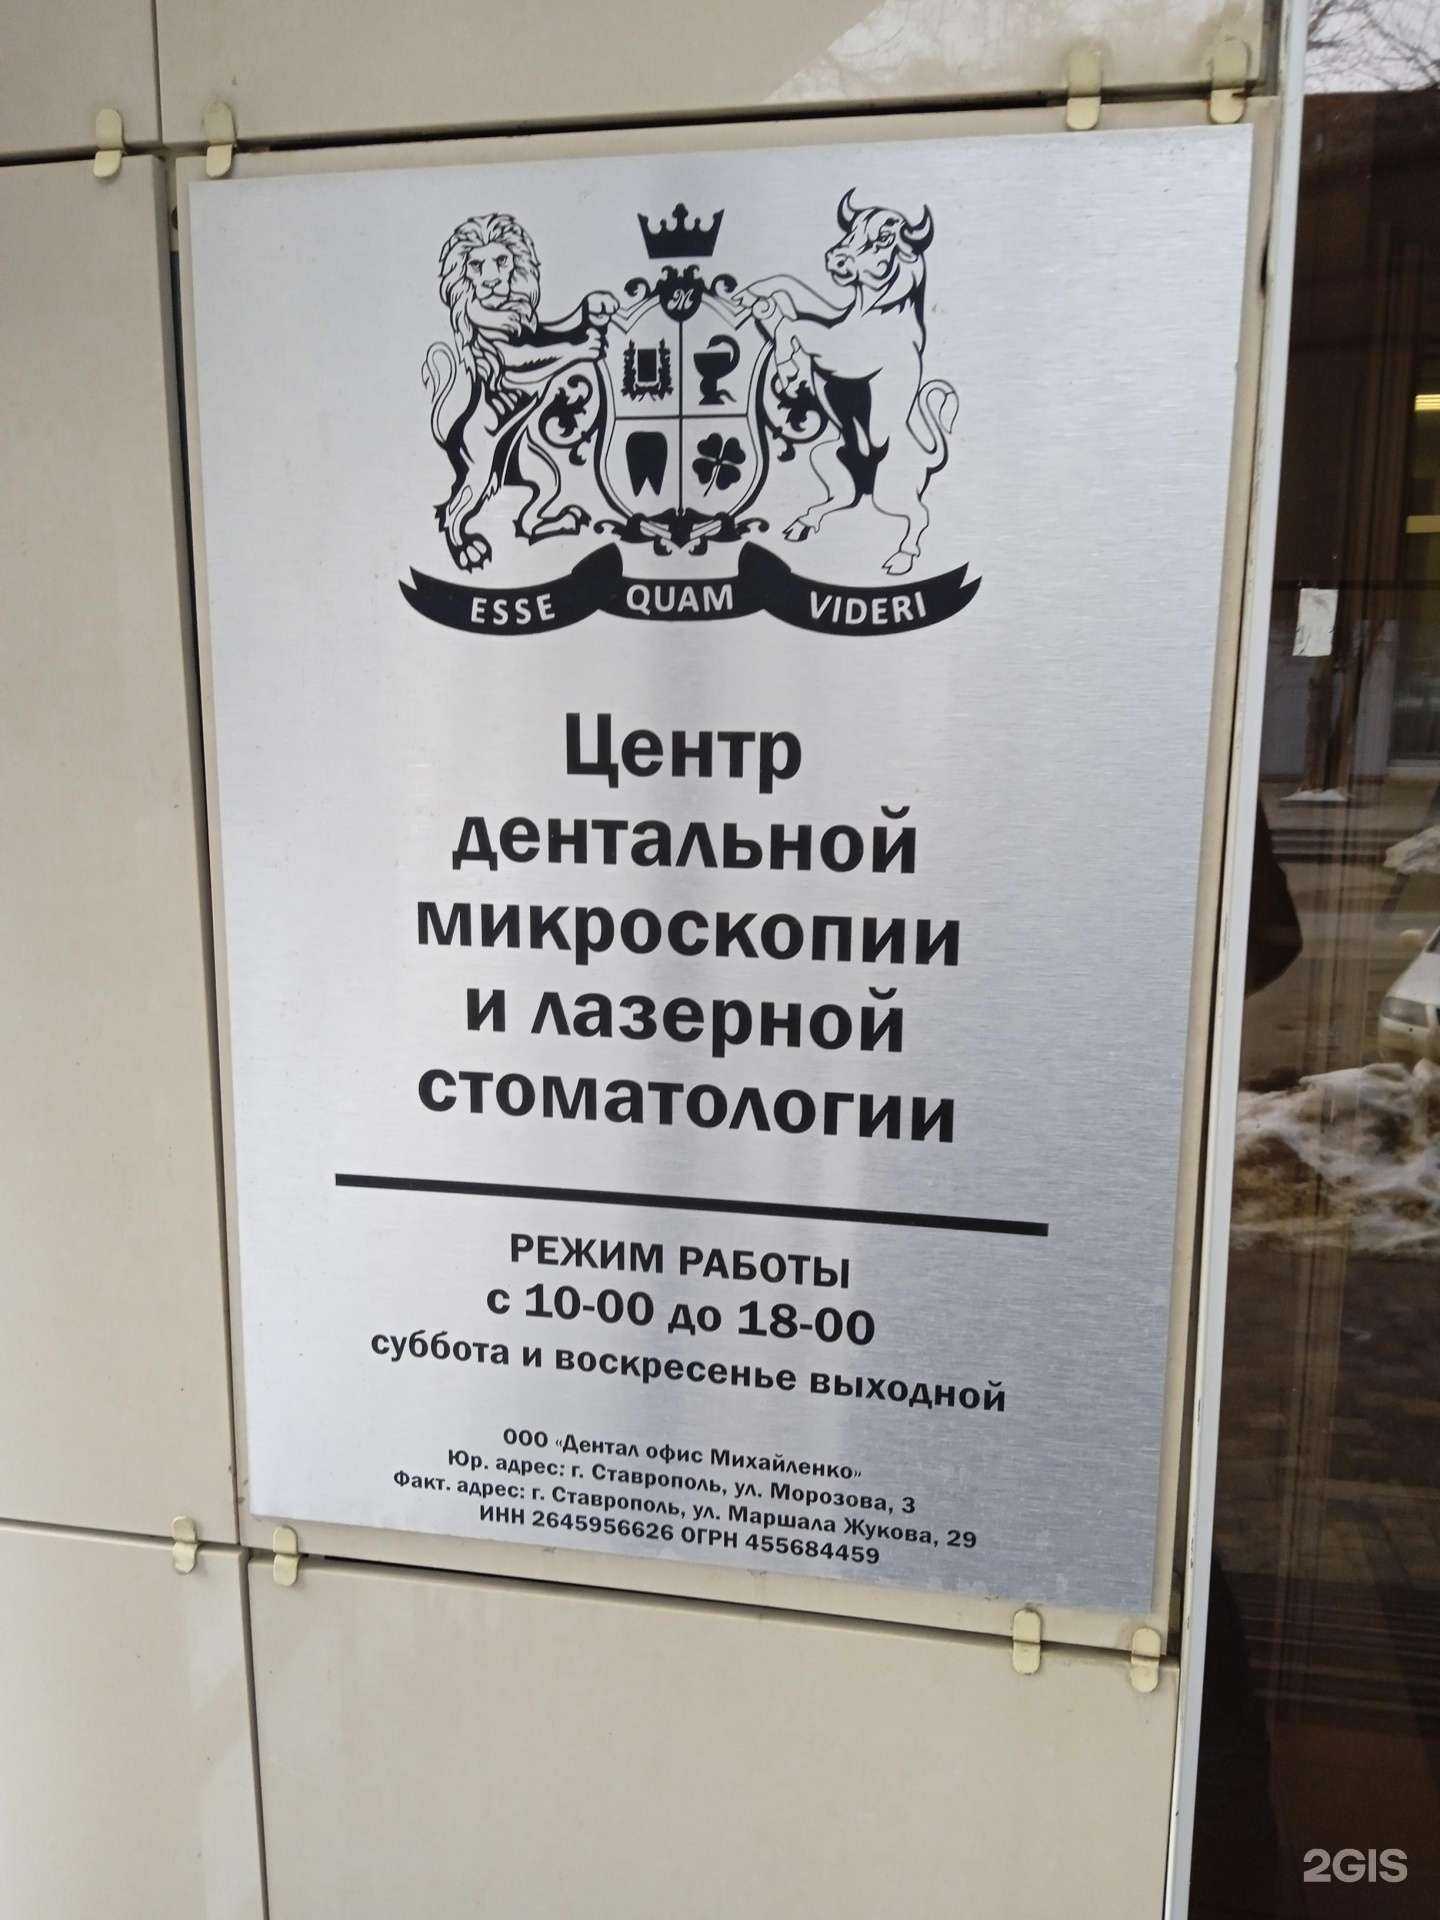 М
ESSE QUAM VIDERI
Центр
дентальной
микроскопии
и лазерной
стоматологии
РЕЖИМ РАБОТЫ
с 10-00 до 18-00
суббота и воскресенье выходной
ООО «Дентал офис Михайленко»
Юр. адрес: г. Ставрополь, ул. Морозова, 3
Факт. адрес: г. Ставрополь, ул. Маршала Жукова, 29
ИНН 2645956626 ОГРН 455684459
2GIS